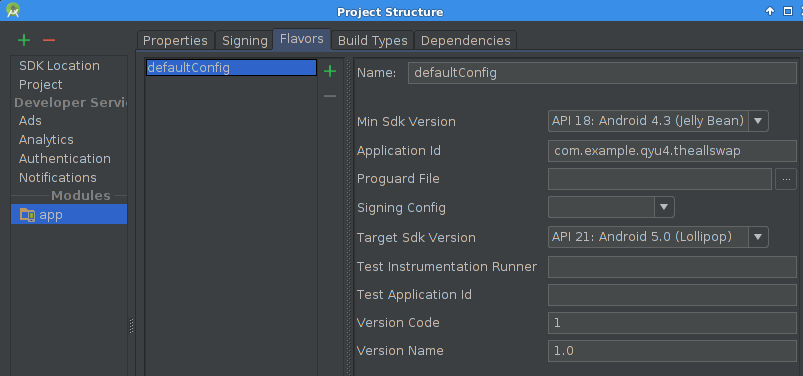 Project Structure
Properties Signing Flavors Build Types Dependencies
SDK Location
Project
Developer Servi
Ads
Analytics
Authentication
Notifications
Modules
app
defaultConfig
Name: defaultConfig
Min Sdk Version API 18: Android 4.3 (Jelly Bean)
Application Id com.example.qyu4.theallswap
Proguard File ...
Signing Config
Target Sdk Version API 21: Android 5.0 (Lollipop)
Test Instrumentation Runner
Test Application Id
Version Code 1
Version Name 1.0